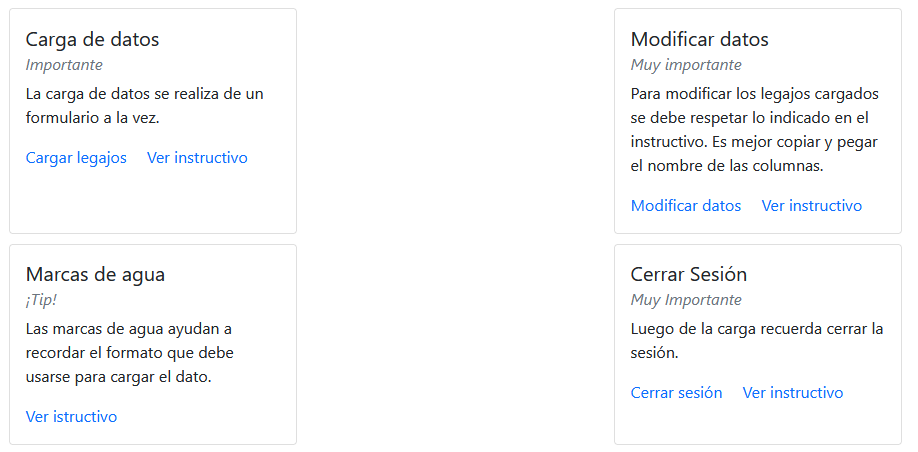 Carga de datos
Importante
La carga de datos se realiza de un
formulario a la vez.
Cargar legajos Ver instructivo
Modificar datos
Muy importante
Para modificar los legajos cargados
se debe respetar lo indicado en el
instructivo. Es mejor copiar y pegar
el nombre de las columnas.
Modificar datos Ver instructivo
Marcas de agua
¡Tip!
Las marcas de agua ayudan a
recordar el formato que debe
usarse para cargar el dato.
Ver istructivo
Cerrar Sesión
Muy Importante
Luego de la carga recuerda cerrar la
sesión.
Cerrar sesión Ver instructivo